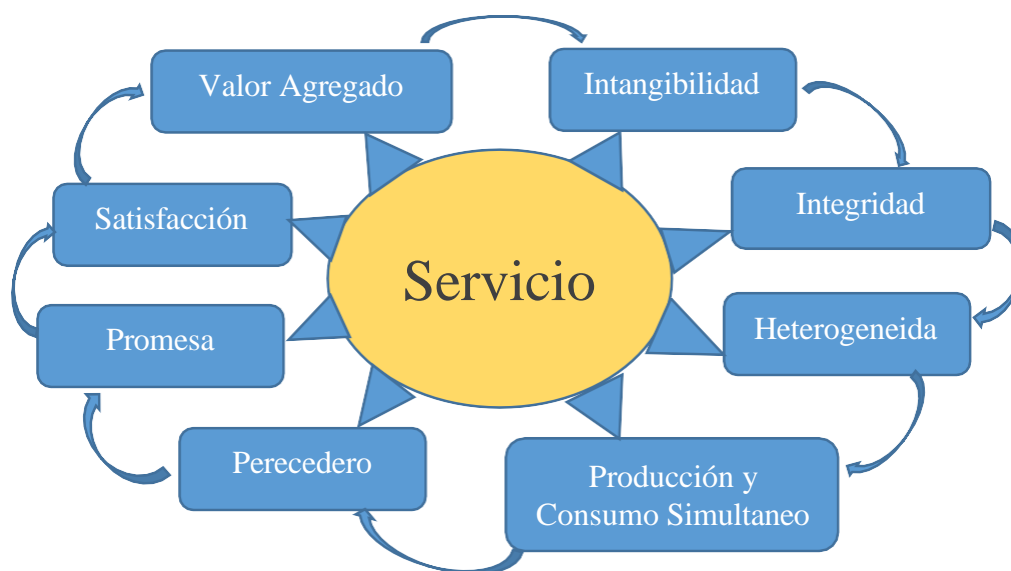 Valor Agregado
Intangibilidad
Satisfacción
Integridad
Servicio
Promesa
Heterogeneida
Perecedero
Producción y
Consumo Simultaneo